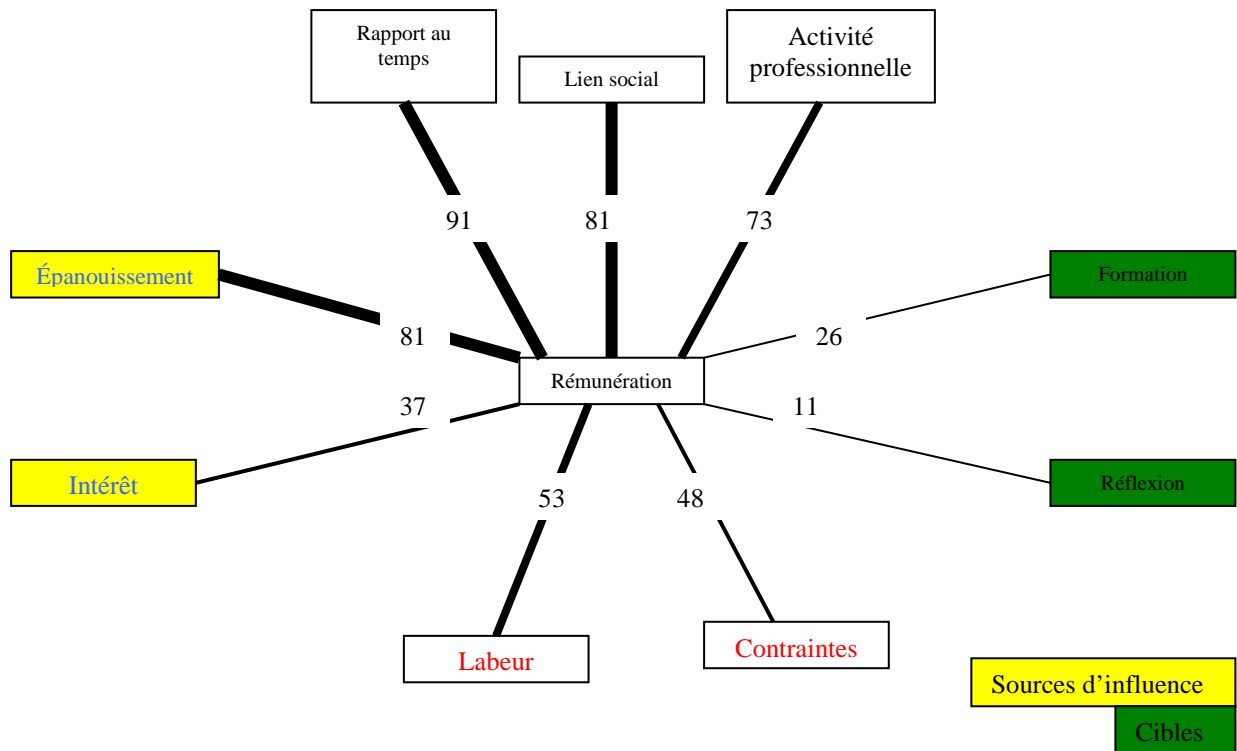 Rapport au
temps
Lien social
Activité
professionnelle
91
81
73
Épanouissement
Formation
81
26
Rémunération
37
11
Intérêt
Réflexion
53
48
Labeur
Contraintes
Sources d’influence
Cibles